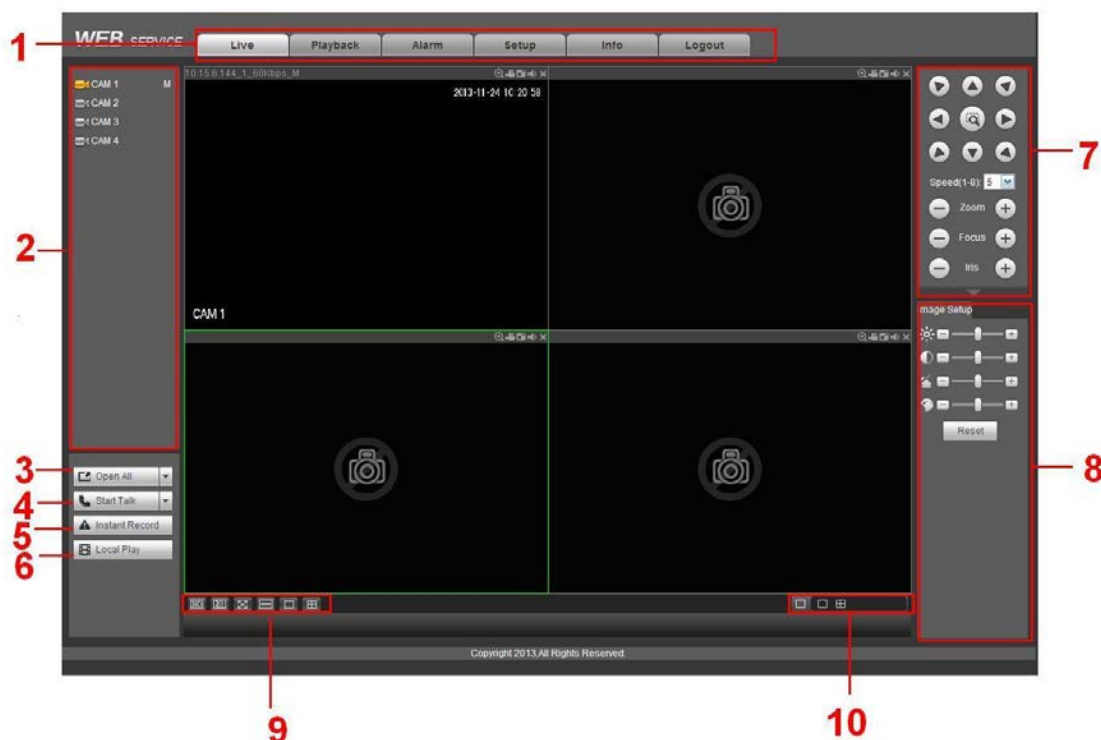 WEB SERVICE
Live
Playback
Alarm
Setup
Info
Logout
1
CAM 1 M
CAM 2
CAM 3
CAM 4
2
10.15.6.144_1_60Kbps_M
2013-11-24 10:20:58
CAM 1
Speed(1-8): 5
Zoom
Focus
Iris
7
mage Setup
Reset
8
3
Open All
4
Start Talk
5
Instant Record
6
Local Play
9
10
Copyright 2013,All Rights Reserved.